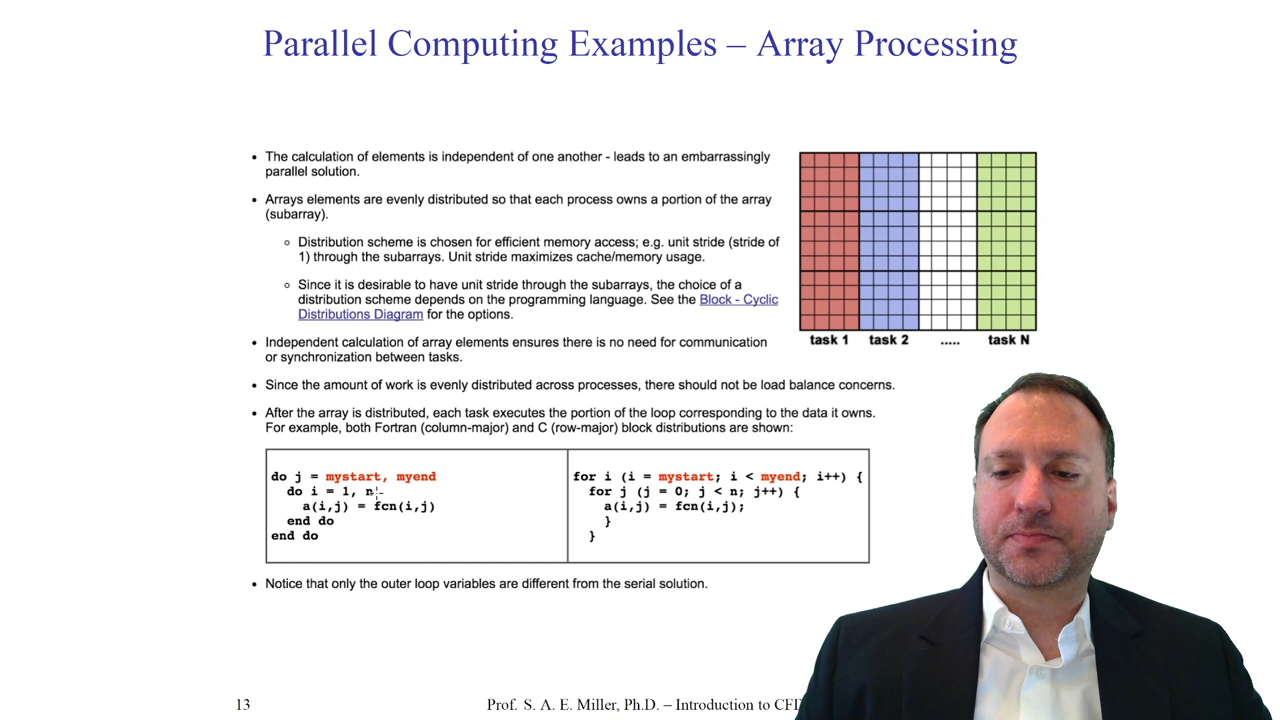 Parallel Computing Examples – Array Processing
• The calculation of elements is independent of one another - leads to an embarrassingly
parallel solution.
• Arrays elements are evenly distributed so that each process owns a portion of the array
(subarray).
◦ Distribution scheme is chosen for efficient memory access; e.g. unit stride (stride of
1) through the subarrays. Unit stride maximizes cache/memory usage.
◦ Since it is desirable to have unit stride through the subarrays, the choice of a
distribution scheme depends on the programming language. See the Block - Cyclic
Distributions Diagram for the options.
task 1 task 2 ..... task N
• Independent calculation of array elements ensures there is no need for communication
or synchronization between tasks.
• Since the amount of work is evenly distributed across processes, there should not be load balance concerns.
• After the array is distributed, each task executes the portion of the loop corresponding to the data it owns.
For example, both Fortran (column-major) and C (row-major) block distributions are shown:
do j = mystart, myend
do i = 1, n
a(i,j) = fcn(i,j)
end do
end do
for i (i = mystart; i < myend; i++) {
for j (j = 0; j < n; j++) {
a(i,j) = fcn(i,j);
}
}
• Notice that only the outer loop variables are different from the serial solution.
13
Prof. S. A. E. Miller, Ph.D. – Introduction to CFD